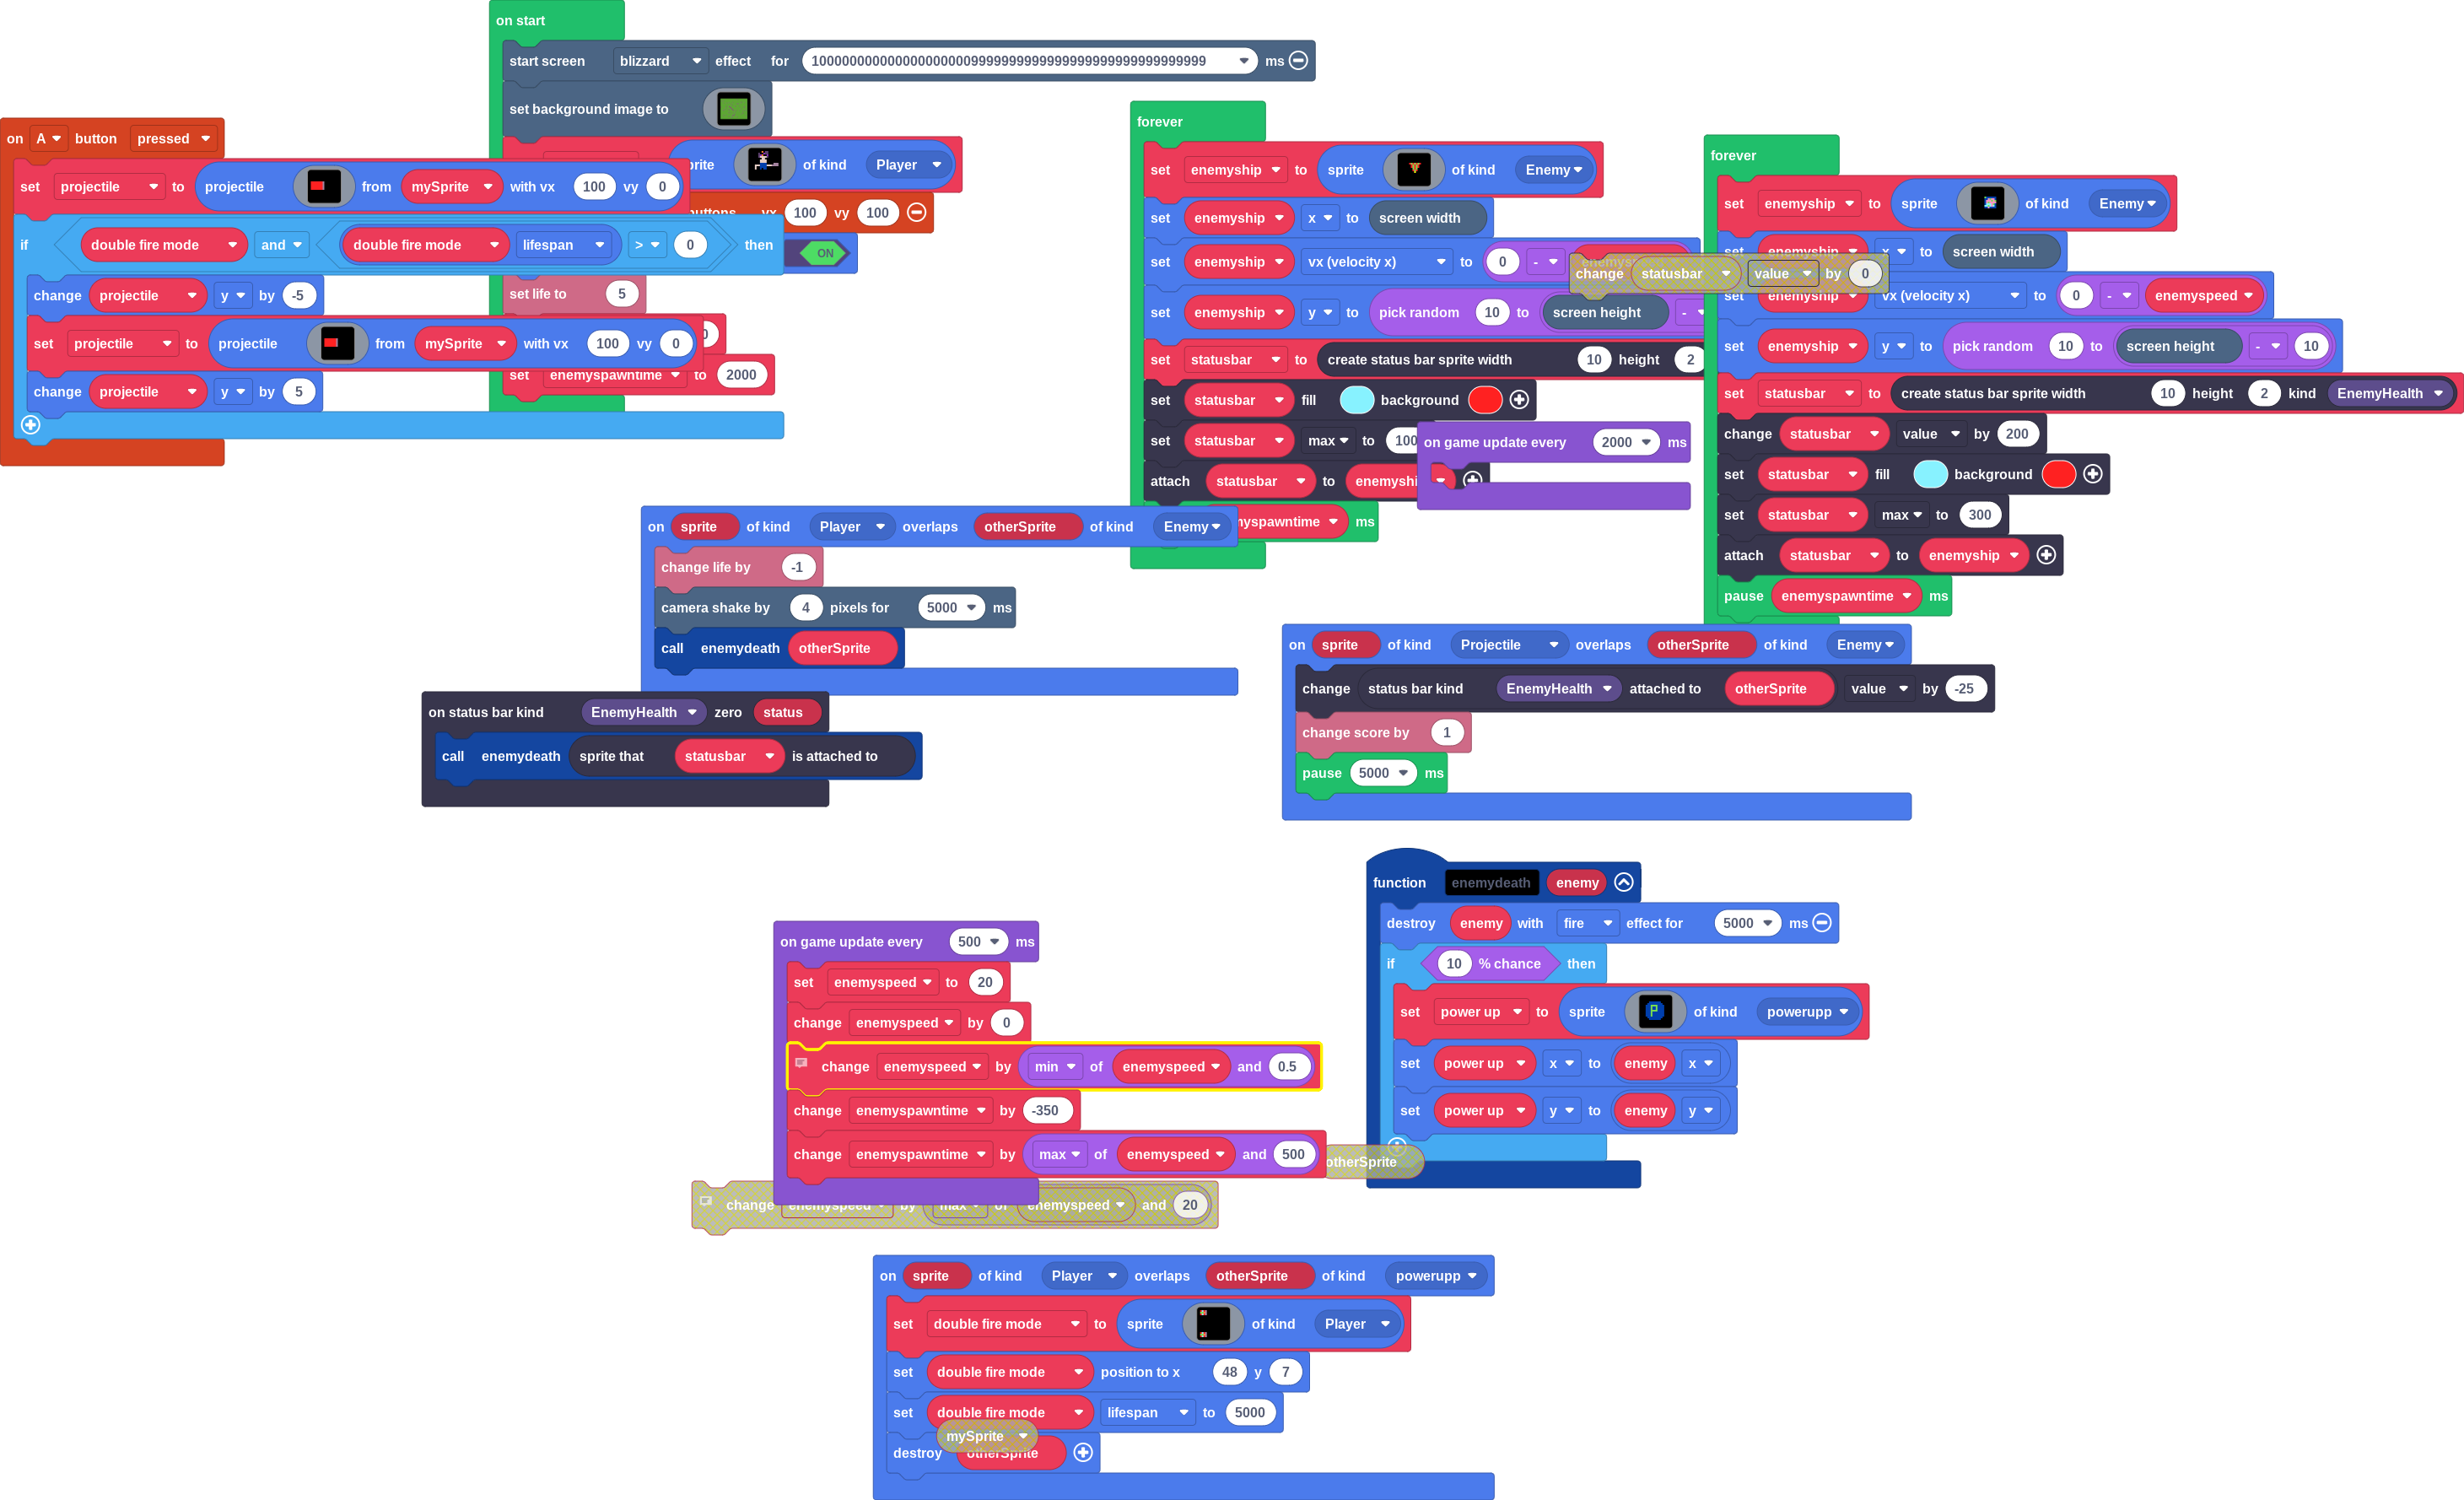 on start
start screen blizzard effect for 10000000000000000000099999999999999999999999999999999 ms
set background image to
sprite of kind Player
buttons vx 100 vy 100
ON
set life to 5
0
set enemyspawntime to 2000
on A button pressed
set projectile to projectile from mySprite with vx 100 vy 0
if double fire mode and double fire mode lifespan > 0 then
change projectile y by -5
set projectile to projectile from mySprite with vx 100 vy 0
change projectile y by 5
forever
set enemyship to sprite of kind Enemy
set enemyship x to screen width
set enemyship vx (velocity x) to 0 -
set enemyship y to pick random 10 to screen height -
set statusbar to create status bar sprite width 10 height 2
set statusbar fill background
set statusbar max to 100
attach statusbar to enemyship
enemyspawntime ms
change statusbar value by 0
on game update every 2000 ms
forever
set enemyship to sprite of kind Enemy
set enemyship x to screen width
set enemyship vx (velocity x) to 0 - enemyspeed
set enemyship y to pick random 10 to screen height - 10
set statusbar to create status bar sprite width 10 height 2 kind EnemyHealth
change statusbar value by 200
set statusbar fill background
set statusbar max to 300
attach statusbar to enemyship
pause enemyspawntime ms
on sprite of kind Player overlaps otherSprite of kind Enemy
change life by -1
camera shake by 4 pixels for 5000 ms
call enemydeath otherSprite
on status bar kind EnemyHealth zero status
call enemydeath sprite that statusbar is attached to
on sprite of kind Projectile overlaps otherSprite of kind Enemy
change status bar kind EnemyHealth attached to otherSprite value by -25
change score by 1
pause 5000 ms
function enemydeath enemy
destroy enemy with fire effect for 5000 ms
if 10 % chance then
set power up to sprite of kind powerupp
set power up x to enemy x
set power up y to enemy y
otherSprite
on game update every 500 ms
set enemyspeed to 20
change enemyspeed by 0
change enemyspeed by min of enemyspeed and 0.5
change enemyspawntime by -350
change enemyspawntime by max of enemyspeed and 500
change enemyspeed by max of enemyspeed and 20
on sprite of kind Player overlaps otherSprite of kind powerupp
set double fire mode to sprite of kind Player
set double fire mode position to x 48 y 7
set double fire mode lifespan to 5000
mySprite
destroy otherSprite